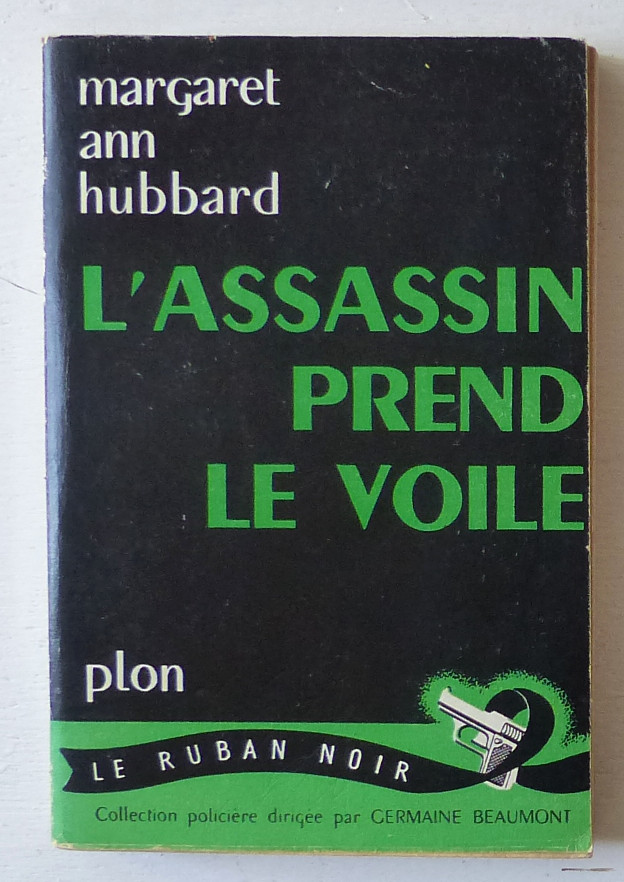 margaret
ann
hubbard
L'ASSASSIN
PREND
LE VOILE
plon
LE RUBAN NOIR
Collection policière dirigée par GERMAINE BEAUMONT